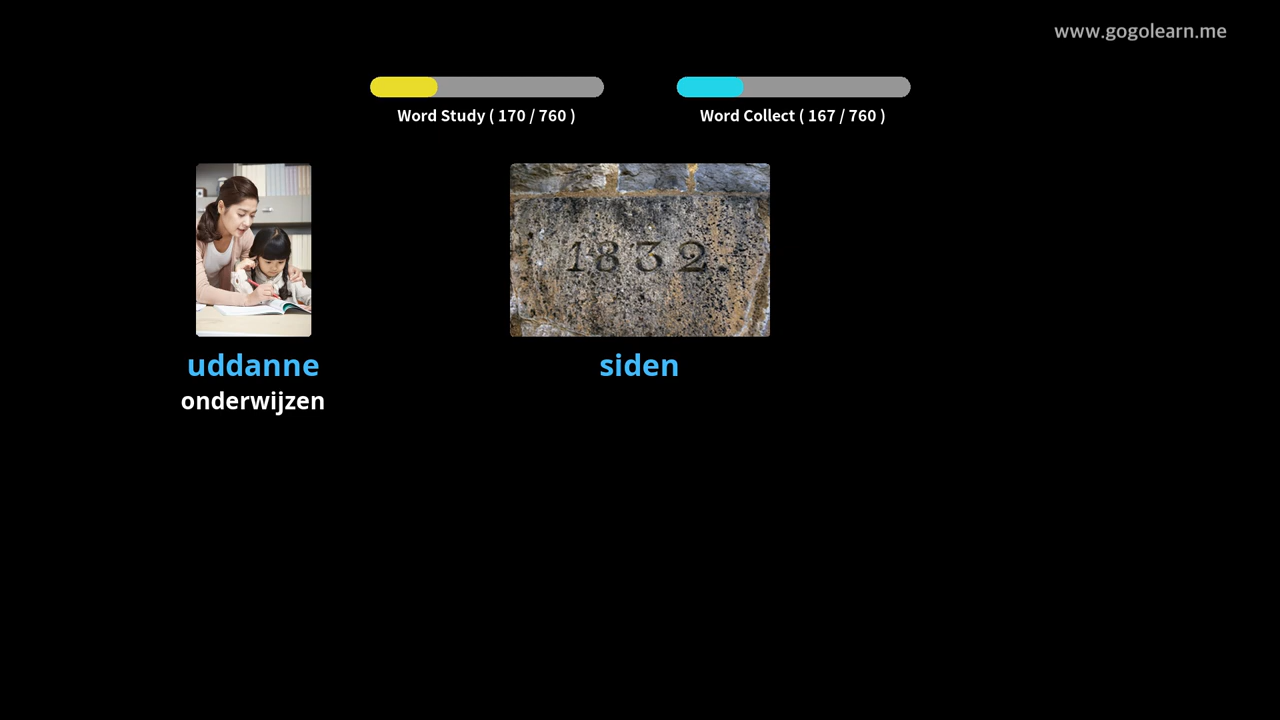 www.gogolearn.me
Word Study ( 170 / 760 )
Word Collect ( 167 / 760 )
1832.
uddanne
siden
onderwijzen